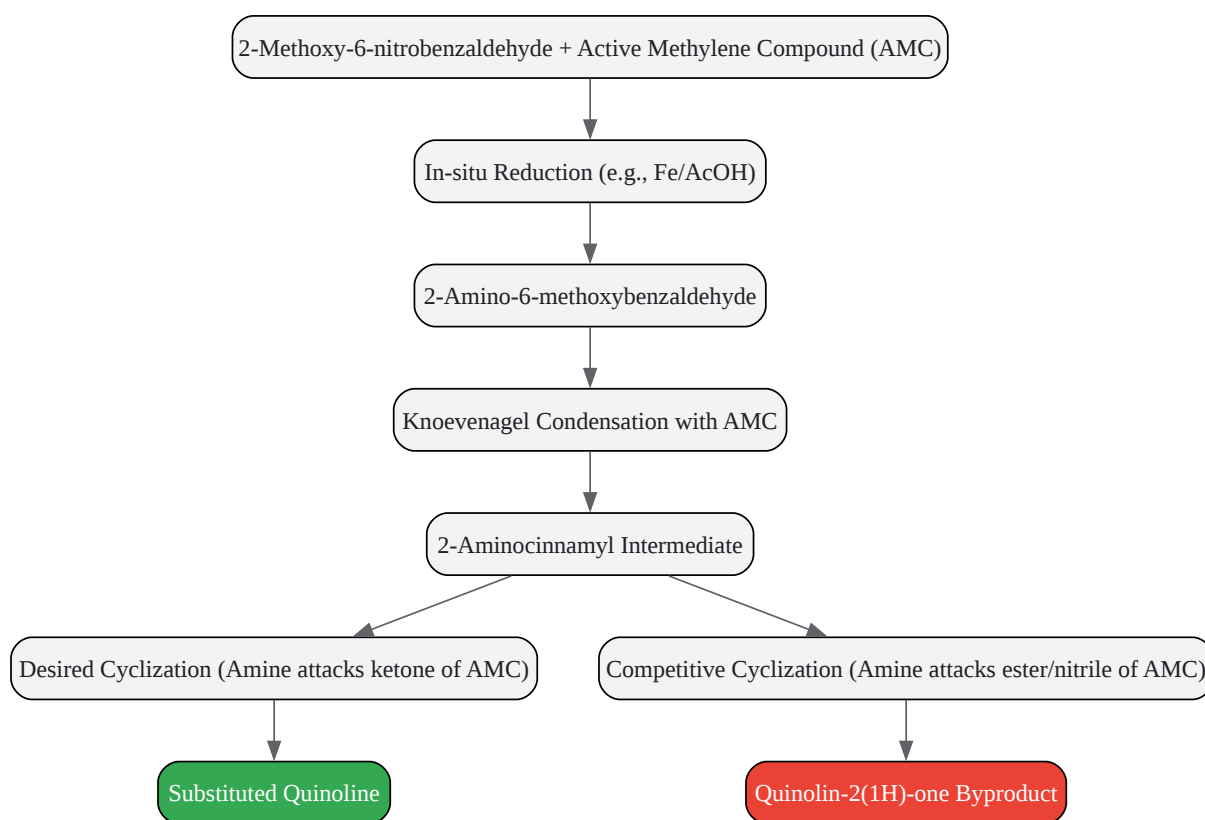 2-Methoxy-6-nitrobenzaldehyde + Active Methylene Compound (AMC)
In-situ Reduction (e.g., Fe/AcOH)
2-Amino-6-methoxybenzaldehyde
Knoevenagel Condensation with AMC
2-Aminocinnamyl Intermediate
Desired Cyclization (Amine attacks ketone of AMC)
Competitive Cyclization (Amine attacks ester/nitrile of AMC)
Substituted Quinoline
Quinolin-2(1H)-one Byproduct